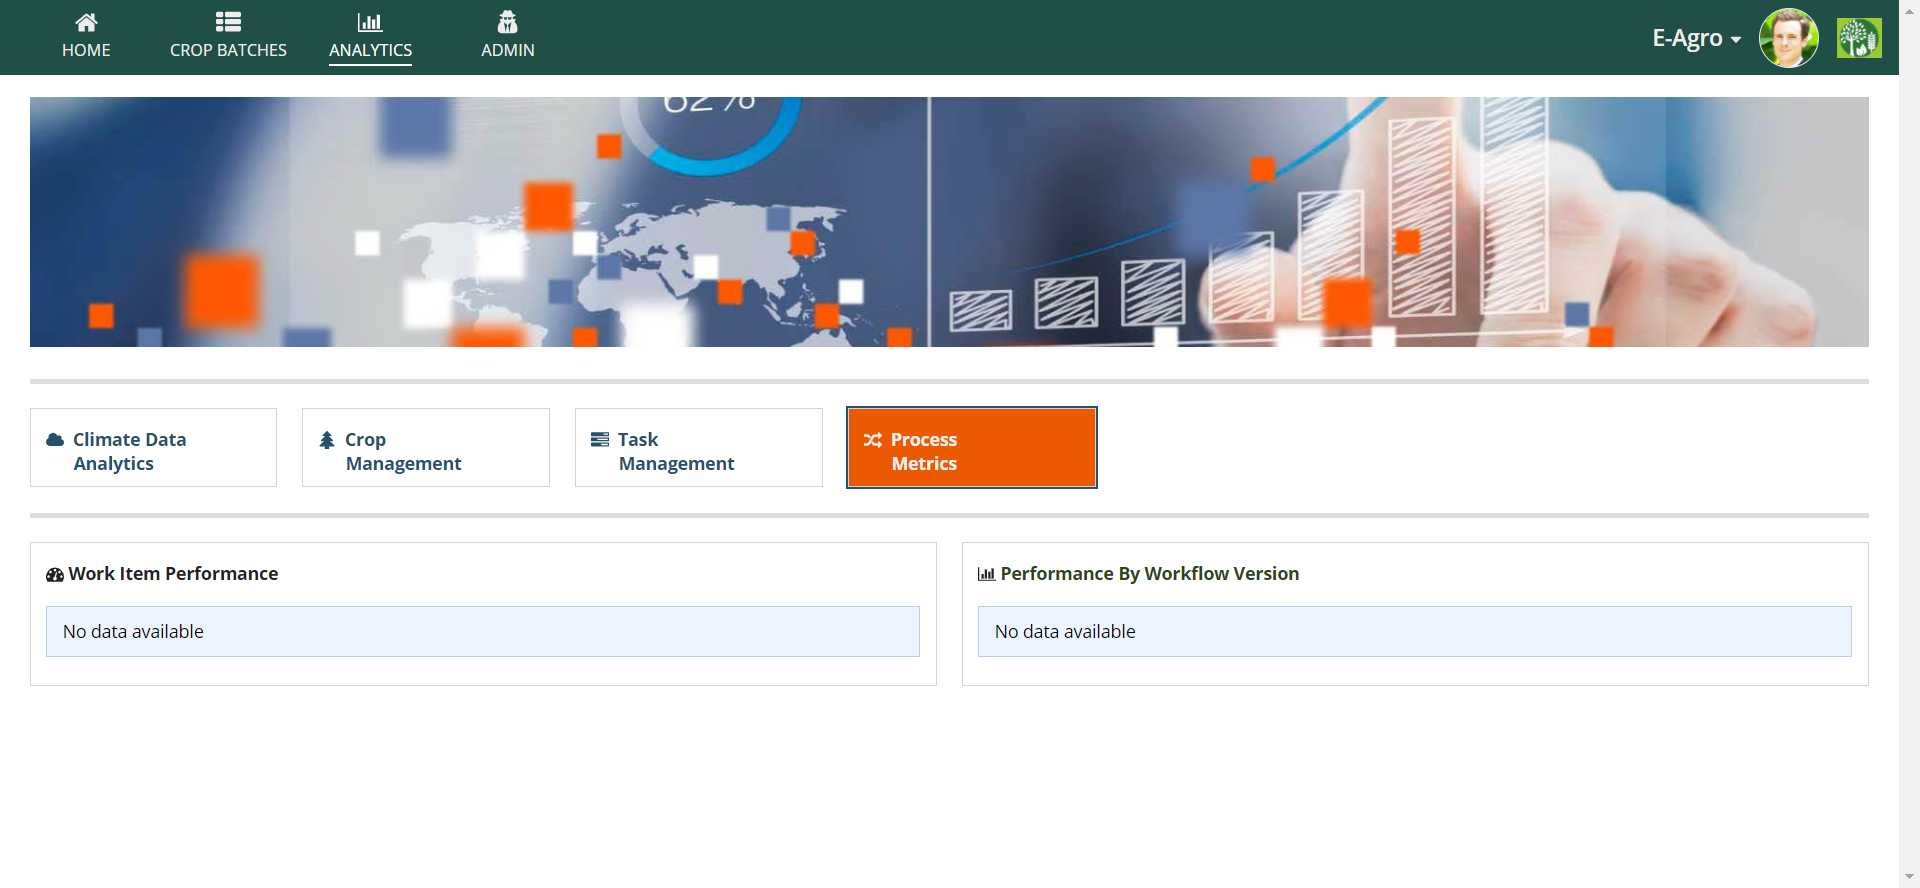 HOME
CROP BATCHES
ANALYTICS
ADMIN
E-Agro
62%
Climate Data
Analytics
Crop
Management
Task
Management
Process
Metrics
Work Item Performance
No data available
Performance By Workflow Version
No data available